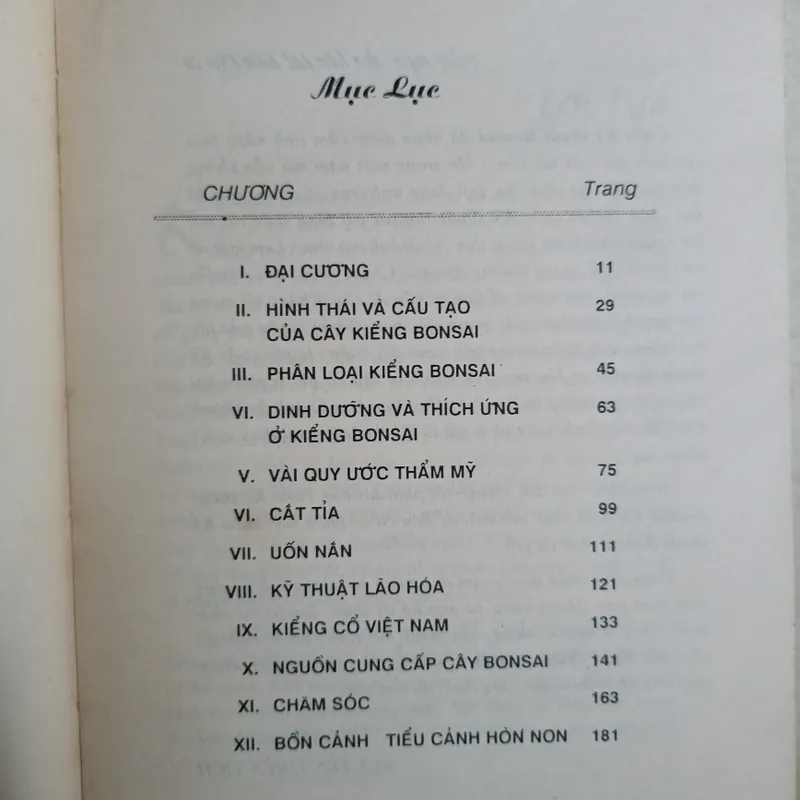 Mục Lục
CHƯƠNG Trang
I. ĐẠI CƯƠNG 11
II. HÌNH THÁI VÀ CẤU TẠO 29
CỦA CÂY KIỂNG BONSAI
III. PHÂN LOẠI KIỂNG BONSAI 45
VI. DINH DƯỠNG VÀ THÍCH ỨNG 63
Ở KIỂNG BONSAI
V. VÀI QUY ƯỚC THẨM MỸ 75
VI. CẮT TỈA 99
VII. UỐN NẮN 111
VIII. KỸ THUẬT LÃO HÓA 121
IX. KIỂNG CỔ VIỆT NAM 133
X. NGUỒN CUNG CẤP CÂY BONSAI 141
XI. CHĂM SÓC 163
XII. BỒN CẢNH TIỂU CẢNH HÒN NON 181